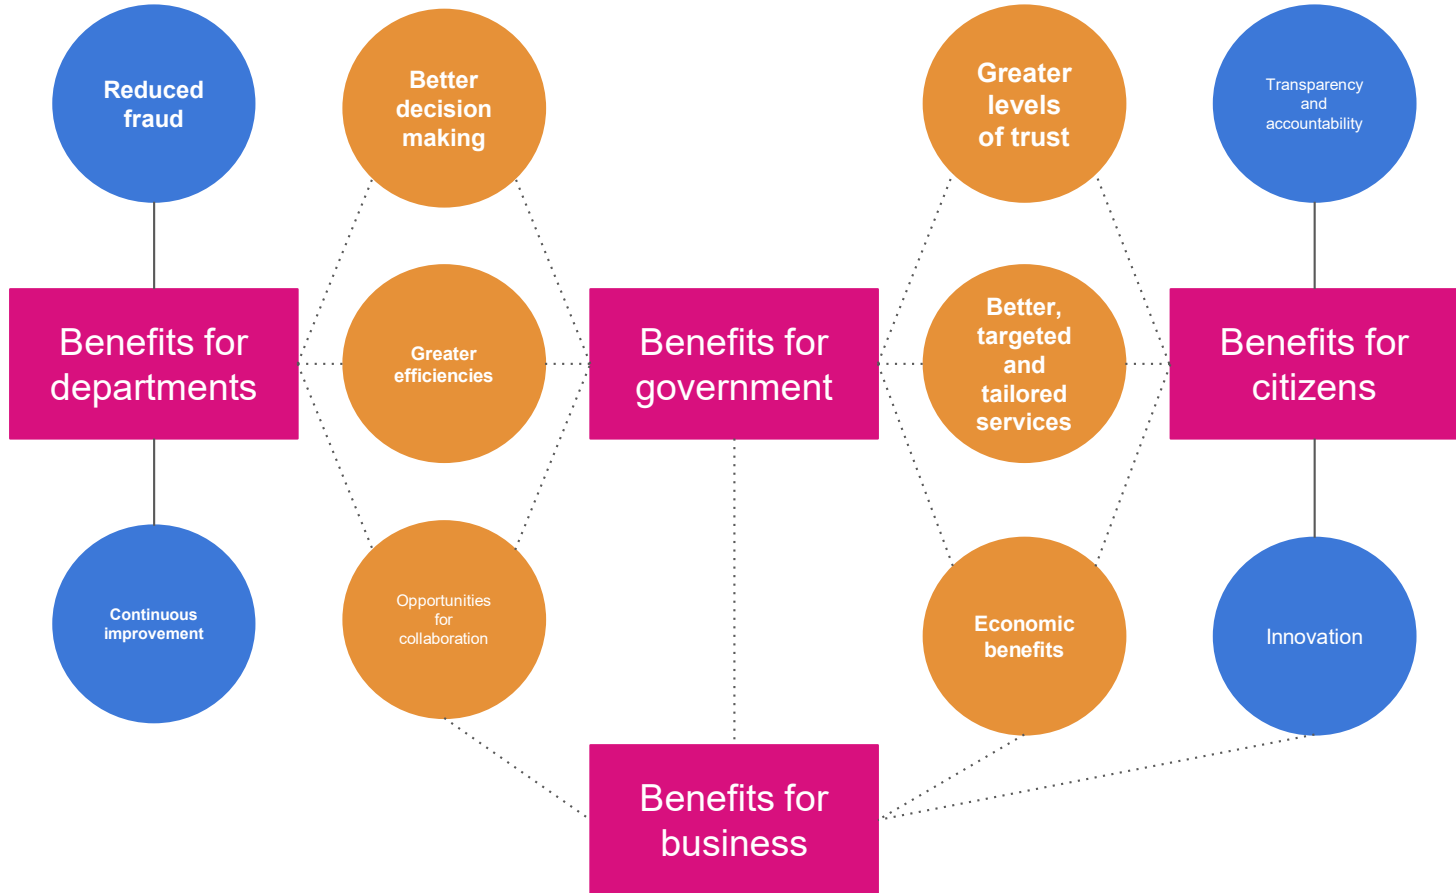 Reduced
fraud
Better
decision
making
Greater
levels
of trust
Transparency
and
accountability
Benefits for
departments
Greater
efficiencies
Benefits for
government
Better,
targeted
and
tailored
services
Benefits for
citizens
Continuous
improvement
Opportunities
for
collaboration
Economic
benefits
Innovation
Benefits for
business